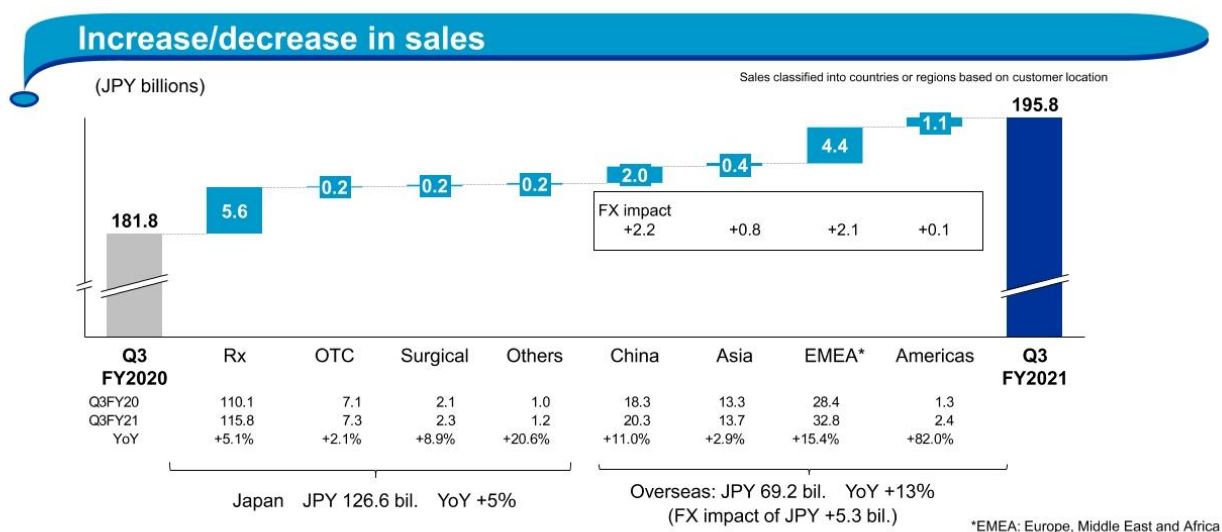 Increase/decrease in sales
(JPY billions)
Sales classified into countries or regions based on customer location
181.8
5.6
0.2
0.2
0.2
2.0
0.4
4.4
1.1
195.8
FX impact
+2.2 +0.8 +2.1 +0.1
Q3 Rx OTC Surgical Others China Asia EMEA* Americas Q3
FY2020 FY2021
Q3FY20 110.1 7.1 2.1 1.0 18.3 13.3 28.4 1.3
Q3FY21 115.8 7.3 2.3 1.2 20.3 13.7 32.8 2.4
YoY +5.1% +2.1% +8.9% +20.6% +11.0% +2.9% +15.4% +82.0%
Japan JPY 126.6 bil. YoY +5%
Overseas: JPY 69.2 bil. YoY +13%
(FX impact of JPY +5.3 bil.)
*EMEA: Europe, Middle East and Africa